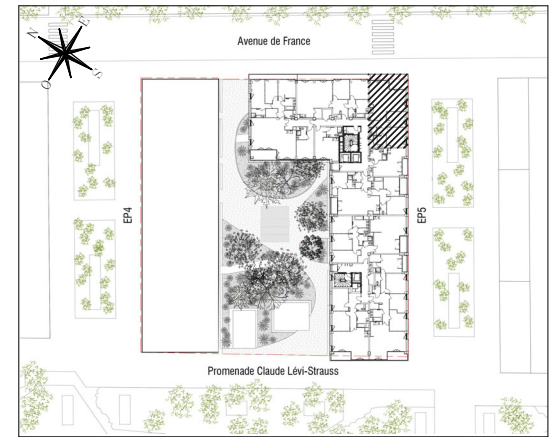 N
E
S
O
Avenue de France
EP4
EP5
Promenade Claude Lévi-Strauss